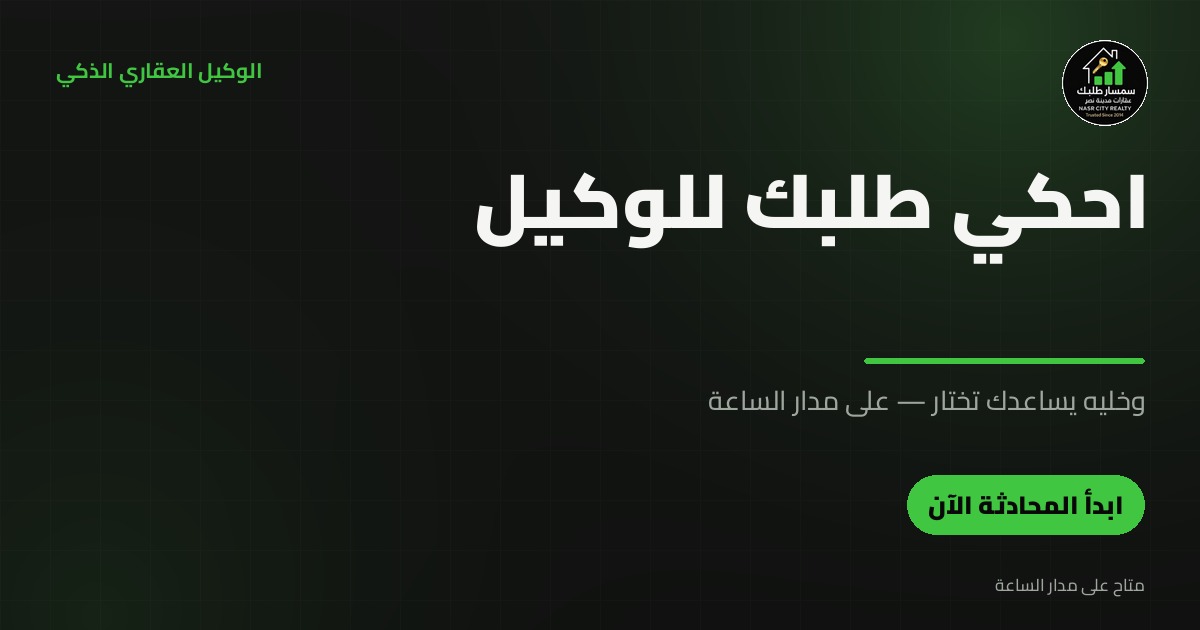 سمسار طلبك
عقارات مدينة نصر
NASR CITY REALTY
Trusted Since 2014
الوكيل العقاري الذكي
احكي طلبك للوكيل
وخليه يساعدك تختار — على مدار الساعة
ابدأ المحادثة الآن
متاح على مدار الساعة